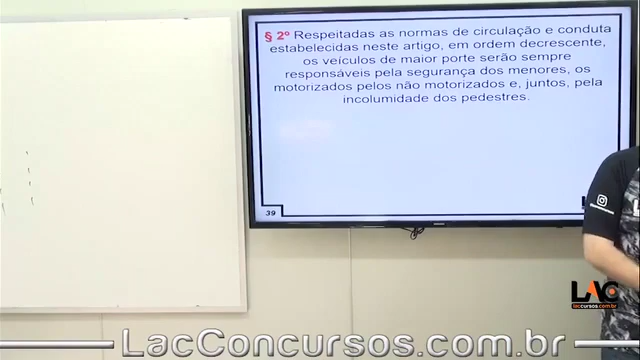 § 2º Respeitadas as normas de circulação e conduta
estabelecidas neste artigo, em ordem decrescente,
os veículos de maior porte serão sempre
responsáveis pela segurança dos menores, os
motorizados pelos não motorizados e, juntos, pela
incolumidade dos pedestres.
39
LAC
laccursos.com.br
LacConcursos.com.br